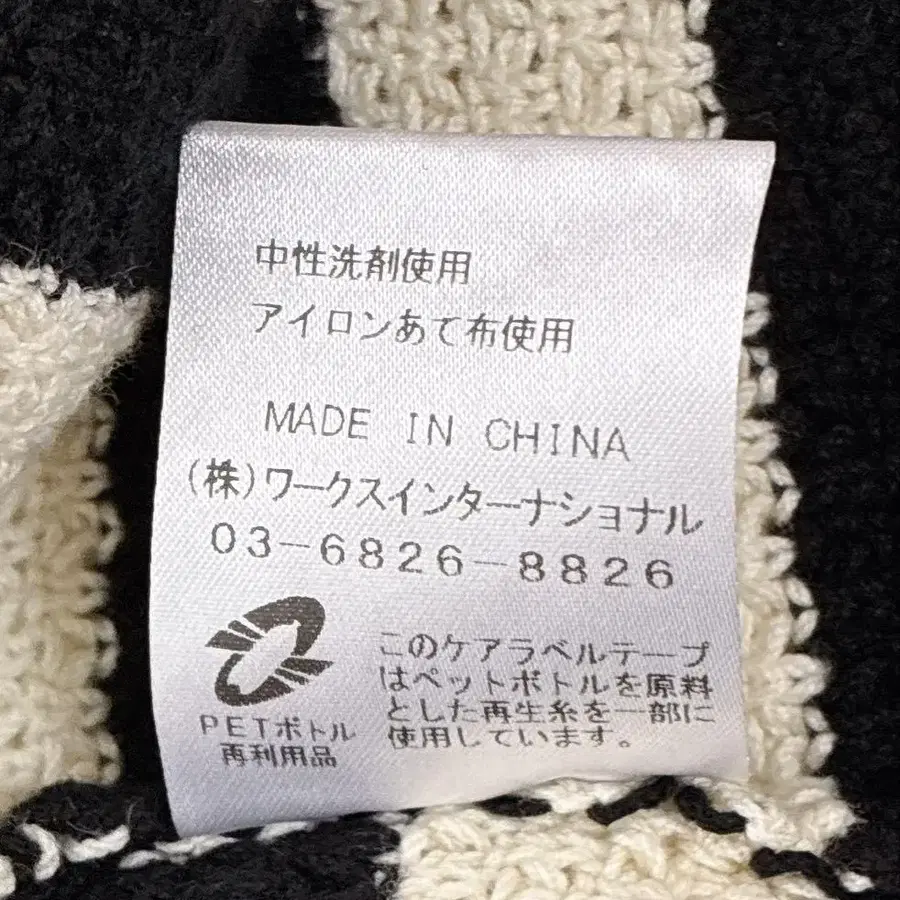 中性洗剤使用
アイロンあて布使用
MADE IN CHINA
(株)ワークスインターナショナル
03-6826-8826
PETボトル
再利用品
このケアラベルテープ
はペットボトルを原料
とした再生糸を一部に
使用しています。